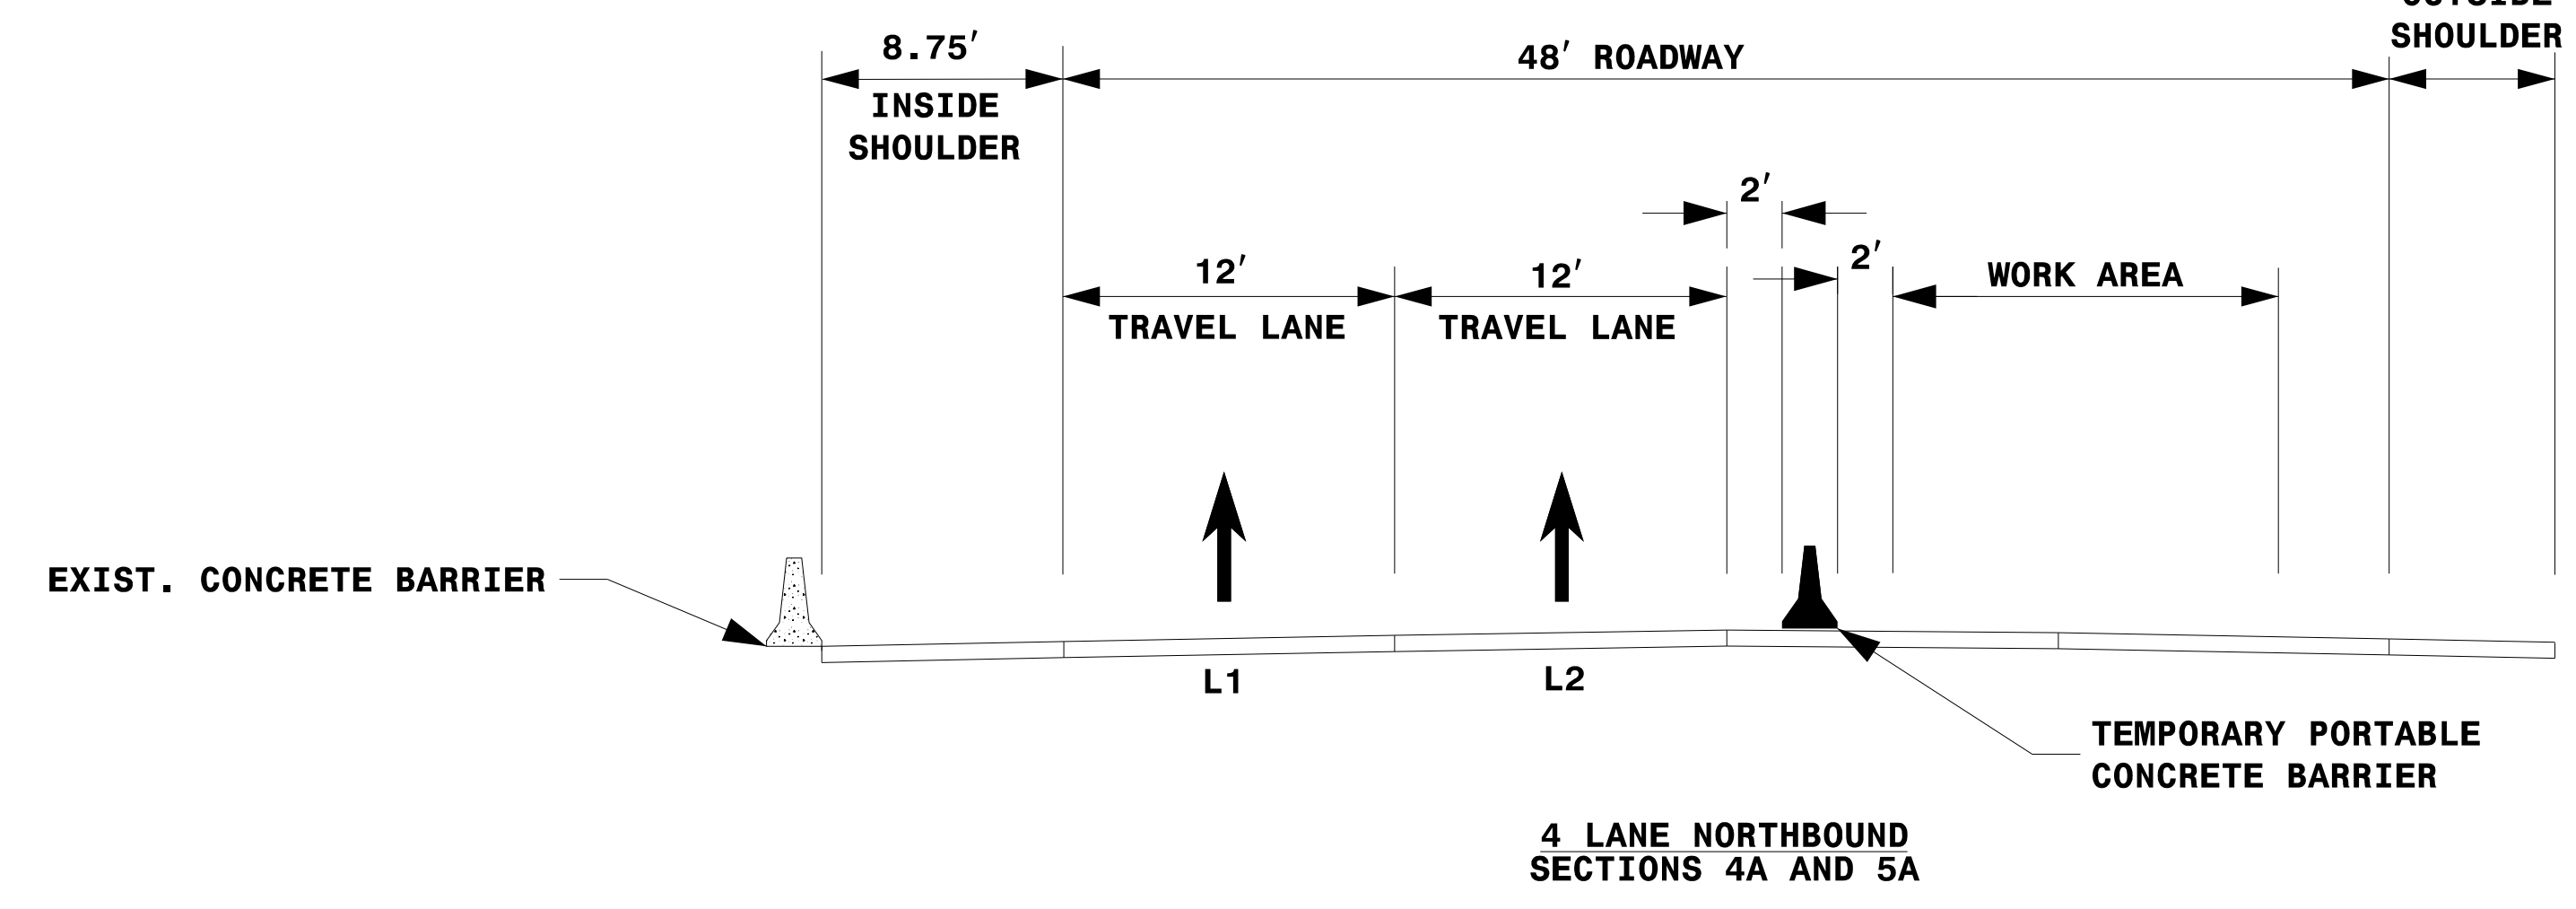 OUTSIDE
SHOULDER
8.75′
48′ ROADWAY
INSIDE
SHOULDER
2′
2′
12′
12′
WORK AREA
TRAVEL LANE
TRAVEL LANE
EXIST. CONCRETE BARRIER
L1
L2
TEMPORARY PORTABLE
CONCRETE BARRIER
4 LANE NORTHBOUND
SECTIONS 4A AND 5A